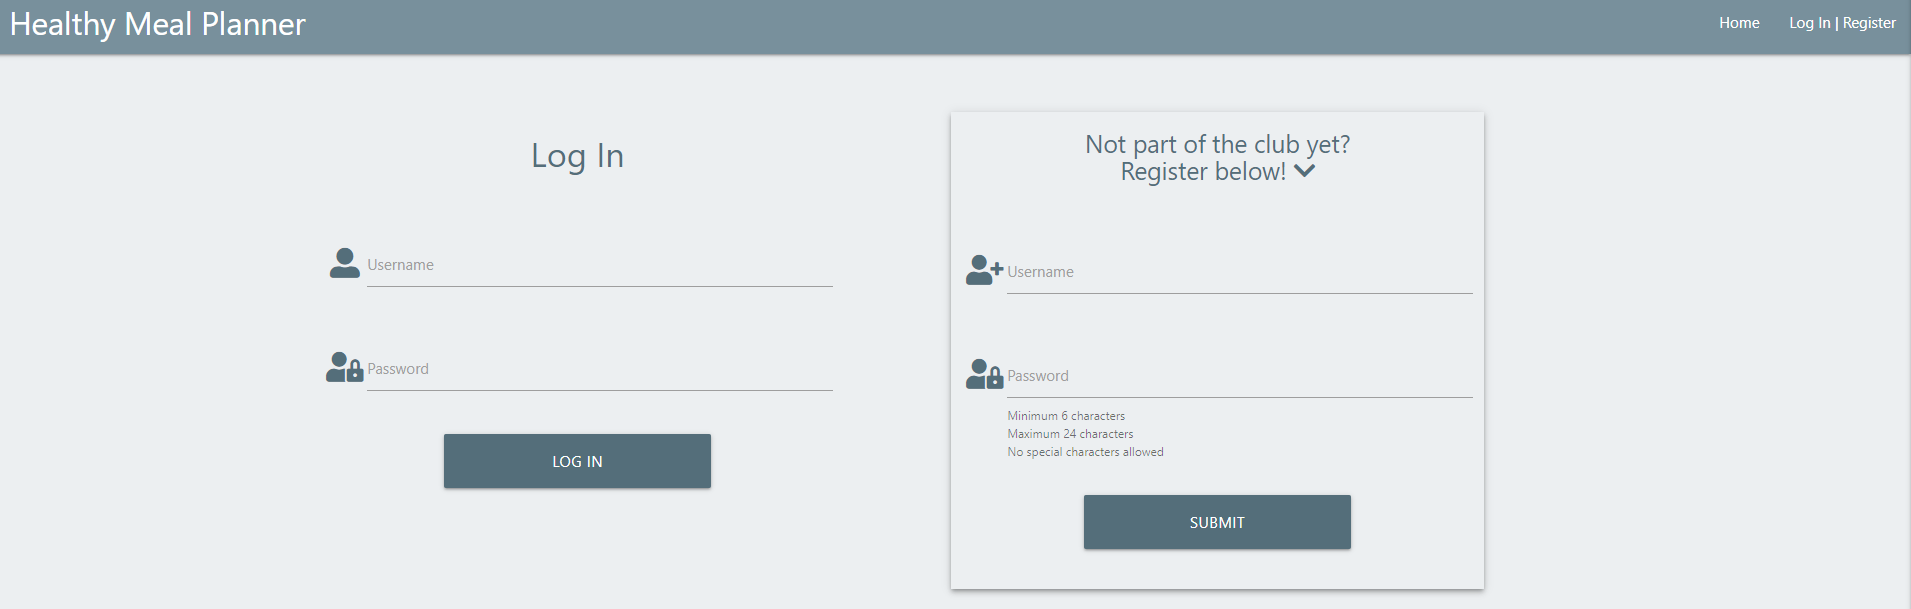 Healthy Meal Planner
Home
Log In | Register
Log In
Username
Password
LOG IN
Not part of the club yet?
Register below!
Username
Password
Minimum 6 characters
Maximum 24 characters
No special characters allowed
SUBMIT